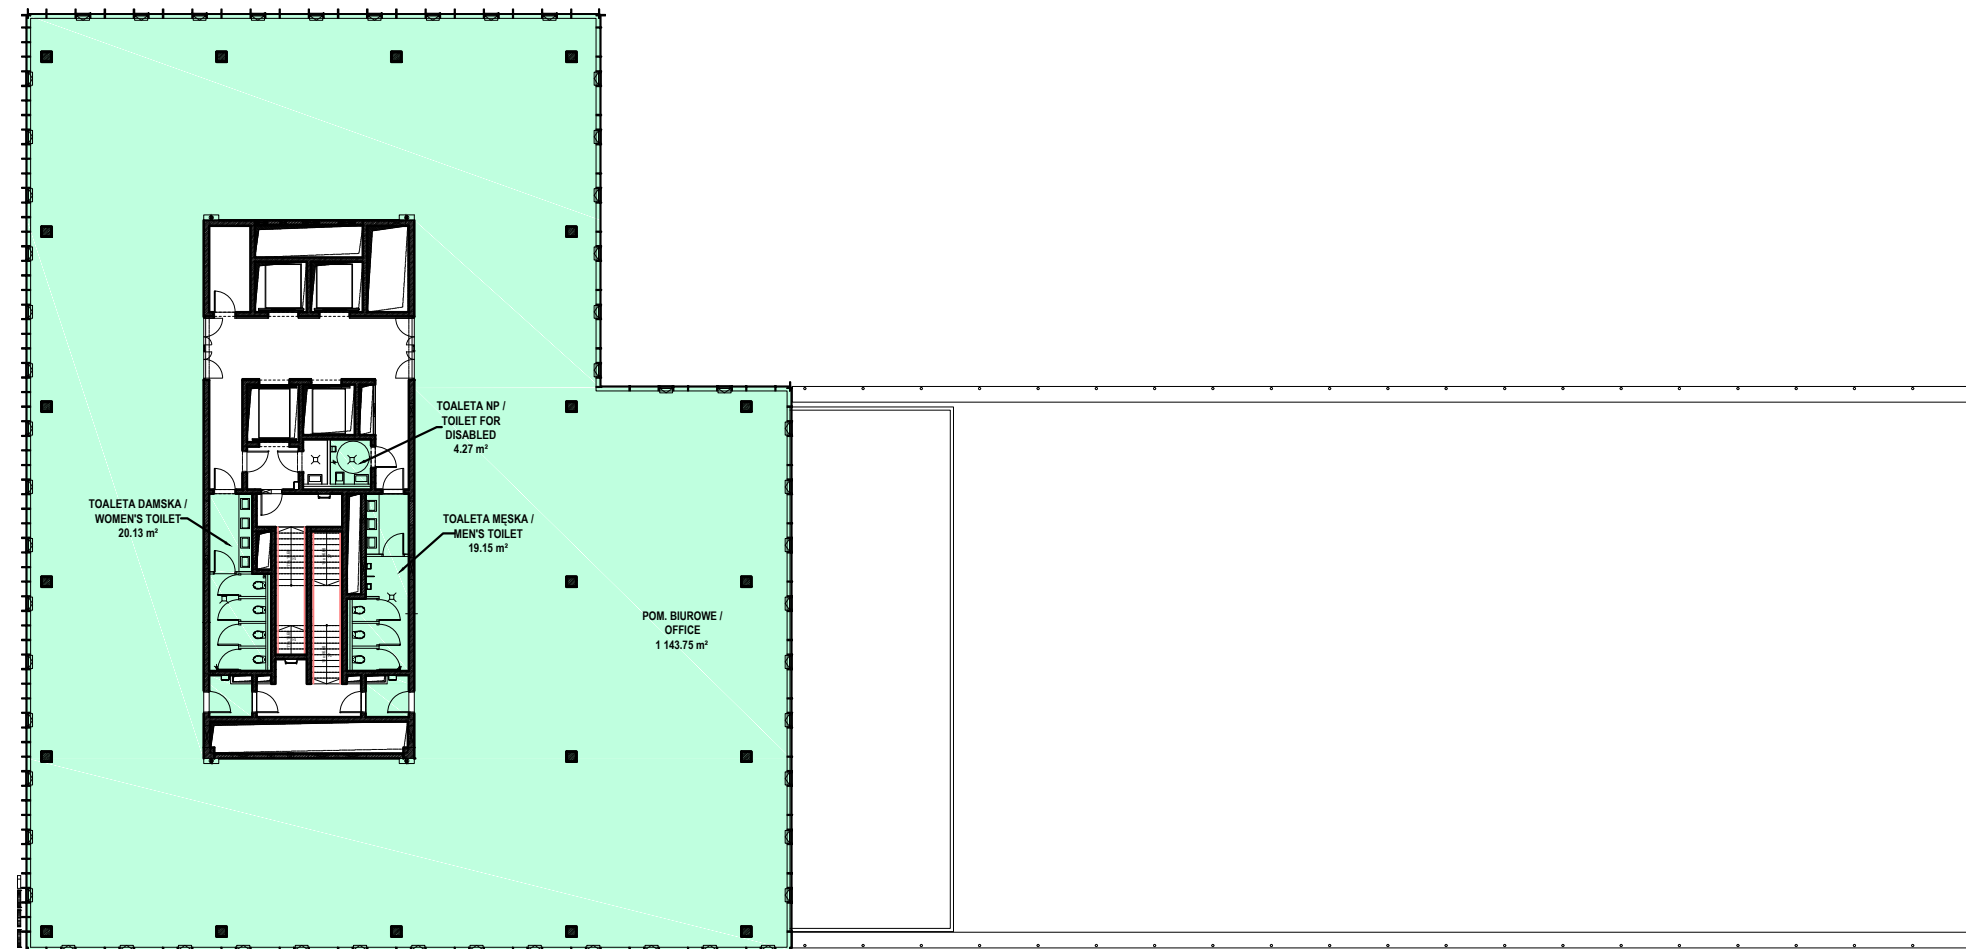 TOALETA NP /
TOILET FOR
DISABLED
4.27 m²
TOALETA DAMSKA /
WOMEN'S TOILET
20.13 m²
TOALETA MĘSKA /
MEN'S TOILET
19.15 m²
POM. BIUROWE /
OFFICE
1 143.75 m²